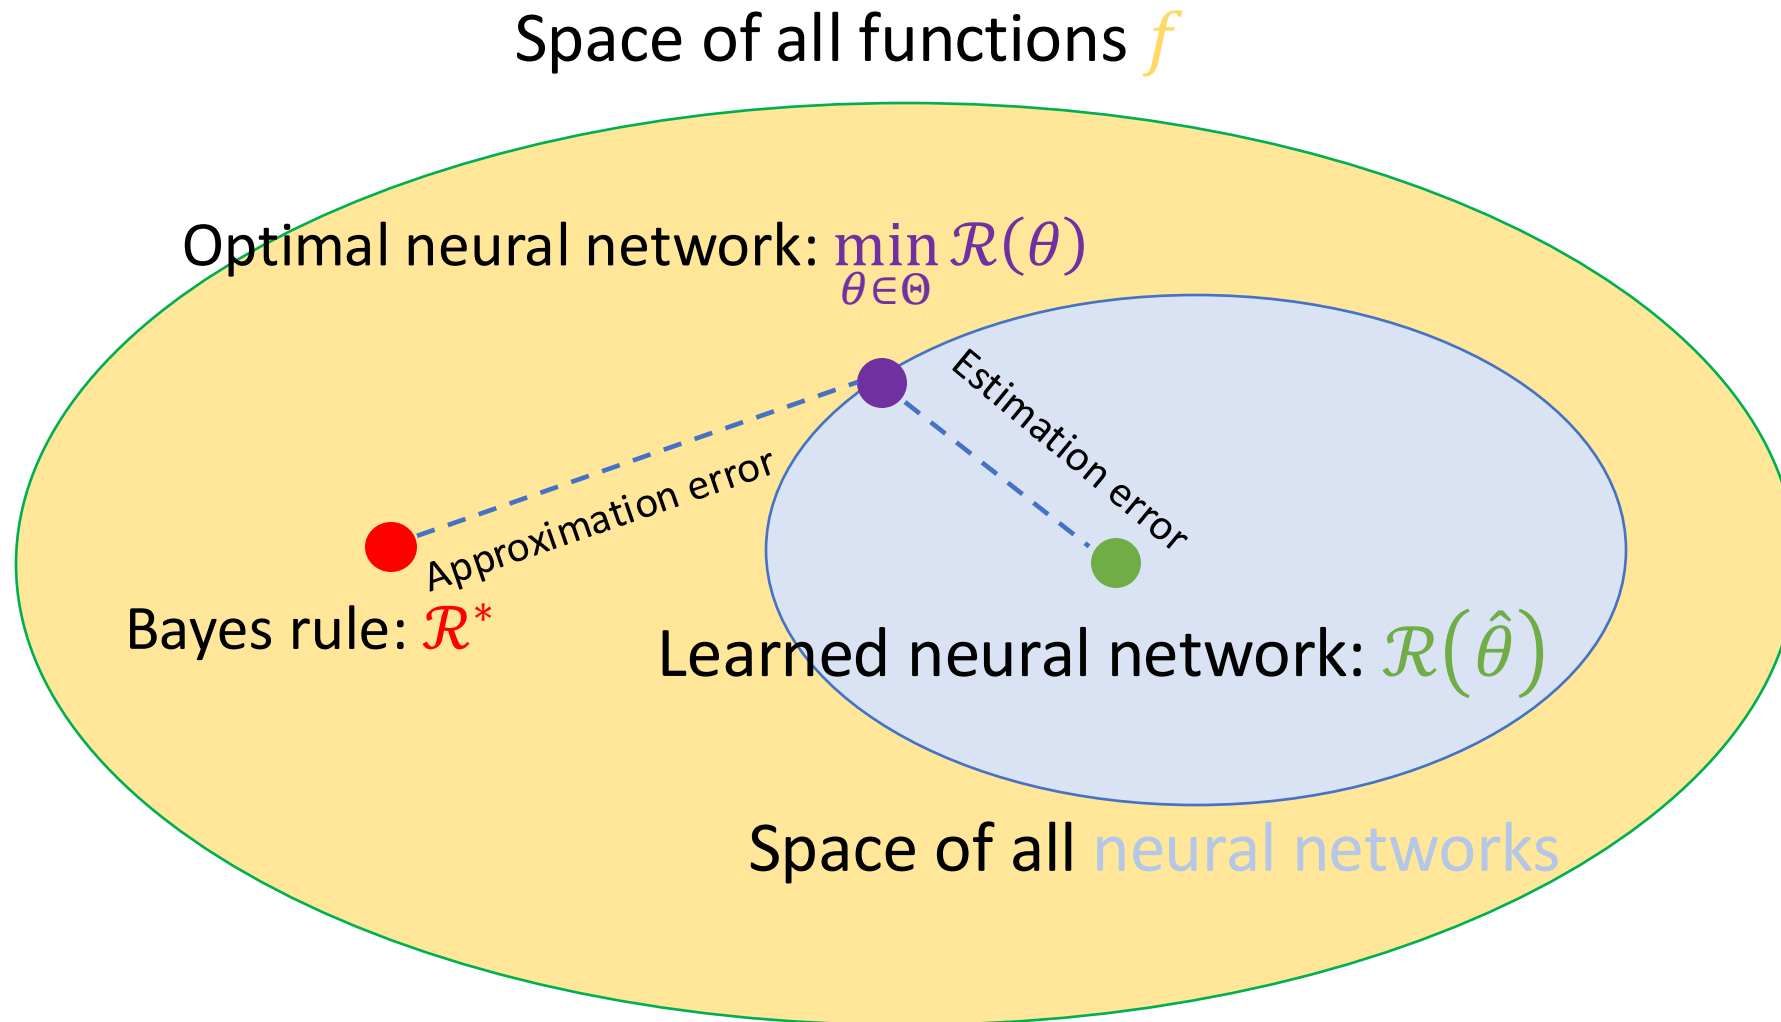 Space of all functions f
Optimal neural network: min ℛ(θ)
θ∈Θ
Estimation error
Approximation error
Bayes rule: ℛ*
Learned neural network: ℛ(θ̂)
Space of all neural networks